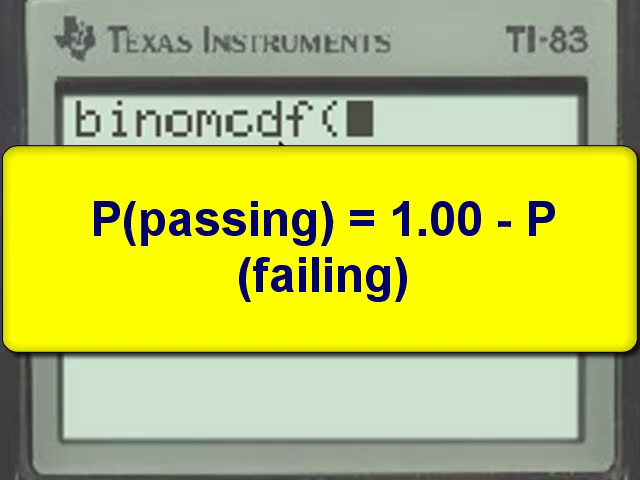 TEXAS INSTRUMENTS TI-83
binomcdf(
P(passing) = 1.00 - P
(failing)